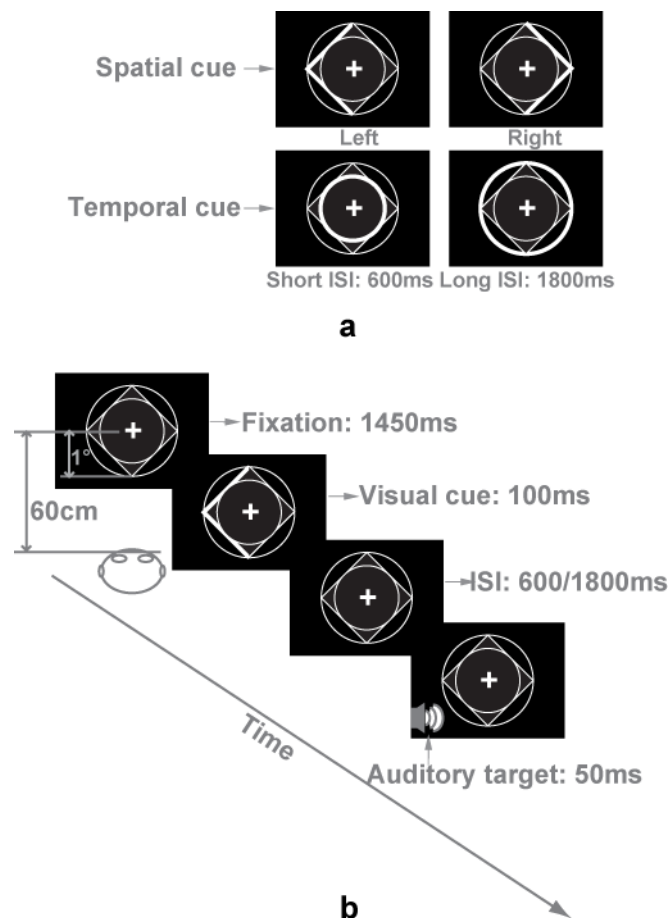 Spatial cue
Left Right
Temporal cue
Short ISI: 600ms Long ISI: 1800ms
a
Fixation: 1450ms
1°
60cm
Visual cue: 100ms
ISI: 600/1800ms
Time
Auditory target: 50ms
b